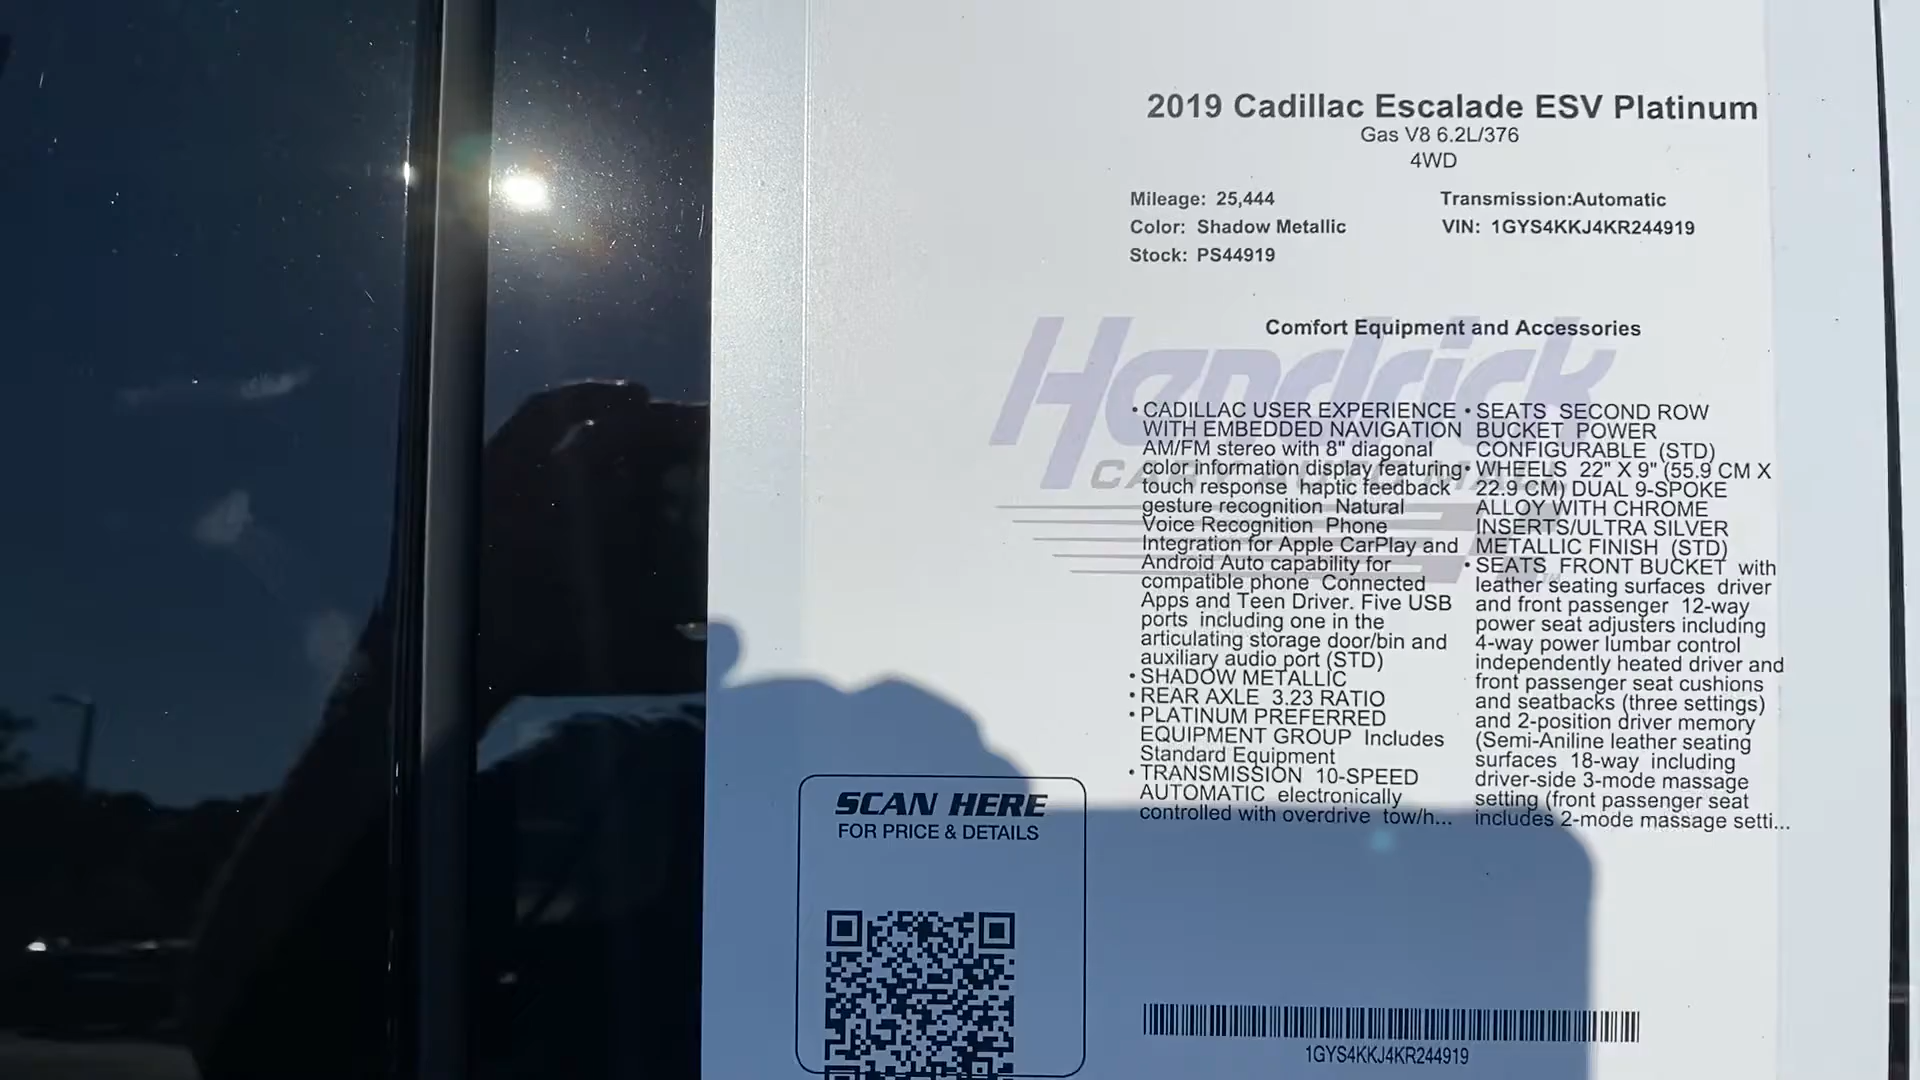 2019 Cadillac Escalade ESV Platinum
Gas V8 6.2L/376
4WD
Mileage: 25,444
Transmission:Automatic
Color: Shadow Metallic
VIN: 1GYS4KKJ4KR244919
Stock: PS44919
Comfort Equipment and Accessories
Hendrick
CARY AUTO MALL
• CADILLAC USER EXPERIENCE
WITH EMBEDDED NAVIGATION
AM/FM stereo with 8" diagonal
color information display featuring
touch response haptic feedback
gesture recognition Natural
Voice Recognition Phone
Integration for Apple CarPlay and
Android Auto capability for
compatible phone Connected
Apps and Teen Driver. Five USB
ports including one in the
articulating storage door/bin and
auxiliary audio port (STD)
• SHADOW METALLIC
• REAR AXLE 3.23 RATIO
• PLATINUM PREFERRED
EQUIPMENT GROUP Includes
Standard Equipment
• TRANSMISSION 10-SPEED
AUTOMATIC electronically
controlled with overdrive tow/h...
• SEATS SECOND ROW
BUCKET POWER
CONFIGURABLE (STD)
• WHEELS 22" X 9" (55.9 CM X
22.9 CM) DUAL 9-SPOKE
ALLOY WITH CHROME
INSERTS/ULTRA SILVER
METALLIC FINISH (STD)
• SEATS FRONT BUCKET with
leather seating surfaces driver
and front passenger 12-way
power seat adjusters including
4-way power lumbar control
independently heated driver and
front passenger seat cushions
and seatbacks (three settings)
and 2-position driver memory
(Semi-Aniline leather seating
surfaces 18-way including
driver-side 3-mode massage
setting (front passenger seat
includes 2-mode massage setti...
SCAN HERE
FOR PRICE & DETAILS
1GYS4KKJ4KR244919